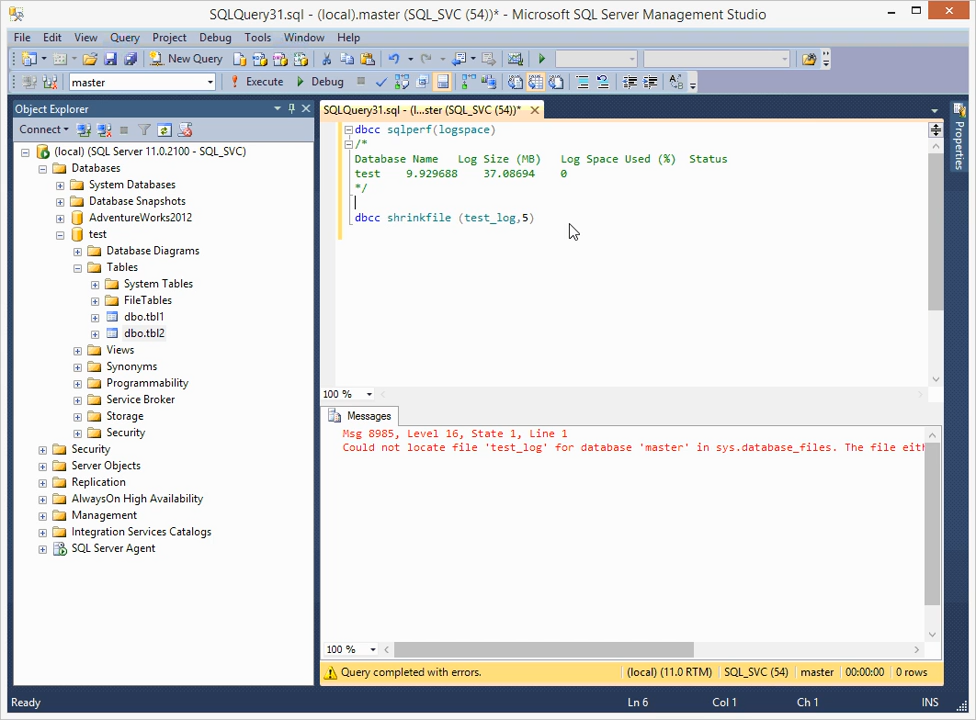 SQLQuery31.sql - (local).master (SQL_SVC (54))* - Microsoft SQL Server Management Studio
File Edit View Query Project Debug Tools Window Help
New Query
master Execute Debug
Object Explorer
Connect
(local) (SQL Server 11.0.2100 - SQL_SVC)
Databases
System Databases
Database Snapshots
AdventureWorks2012
test
Database Diagrams
Tables
System Tables
FileTables
dbo.tbl1
dbo.tbl2
Views
Synonyms
Programmability
Service Broker
Storage
Security
Security
Server Objects
Replication
AlwaysOn High Availability
Management
Integration Services Catalogs
SQL Server Agent
SQLQuery31.sql - (l...ster (SQL_SVC (54))*
dbcc sqlperf(logspace)
/*
Database Name Log Size (MB) Log Space Used (%) Status
test 9.929688 37.08694 0
*/
dbcc shrinkfile (test_log,5)
100 %
Messages
Msg 8985, Level 16, State 1, Line 1
Could not locate file 'test_log' for database 'master' in sys.database_files. The file eith
100 %
Query completed with errors. (local) (11.0 RTM) SQL_SVC (54) master 00:00:00 0 rows
Properties
Ready Ln 6 Col 1 Ch 1 INS